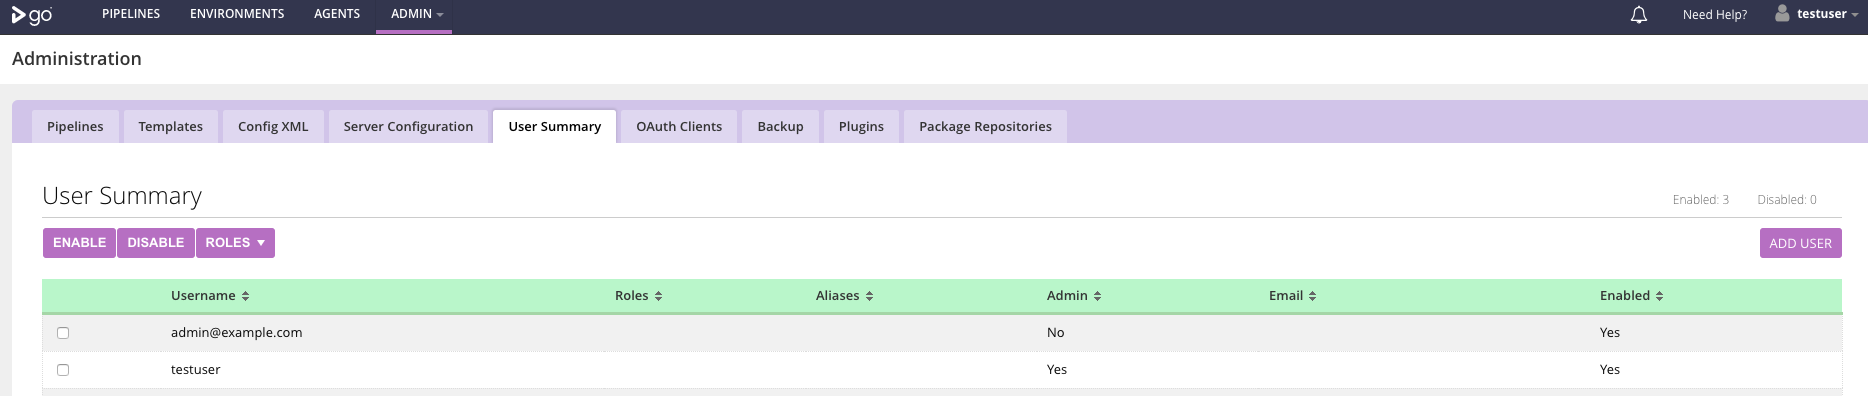 go PIPELINES ENVIRONMENTS AGENTS ADMIN Need Help? testuser
Administration
Pipelines Templates Config XML Server Configuration User Summary OAuth Clients Backup Plugins Package Repositories
User Summary Enabled: 3 Disabled: 0
ENABLE DISABLE ROLES ADD USER
Username Roles Aliases Admin Email Enabled
admin@example.com No Yes
testuser Yes Yes